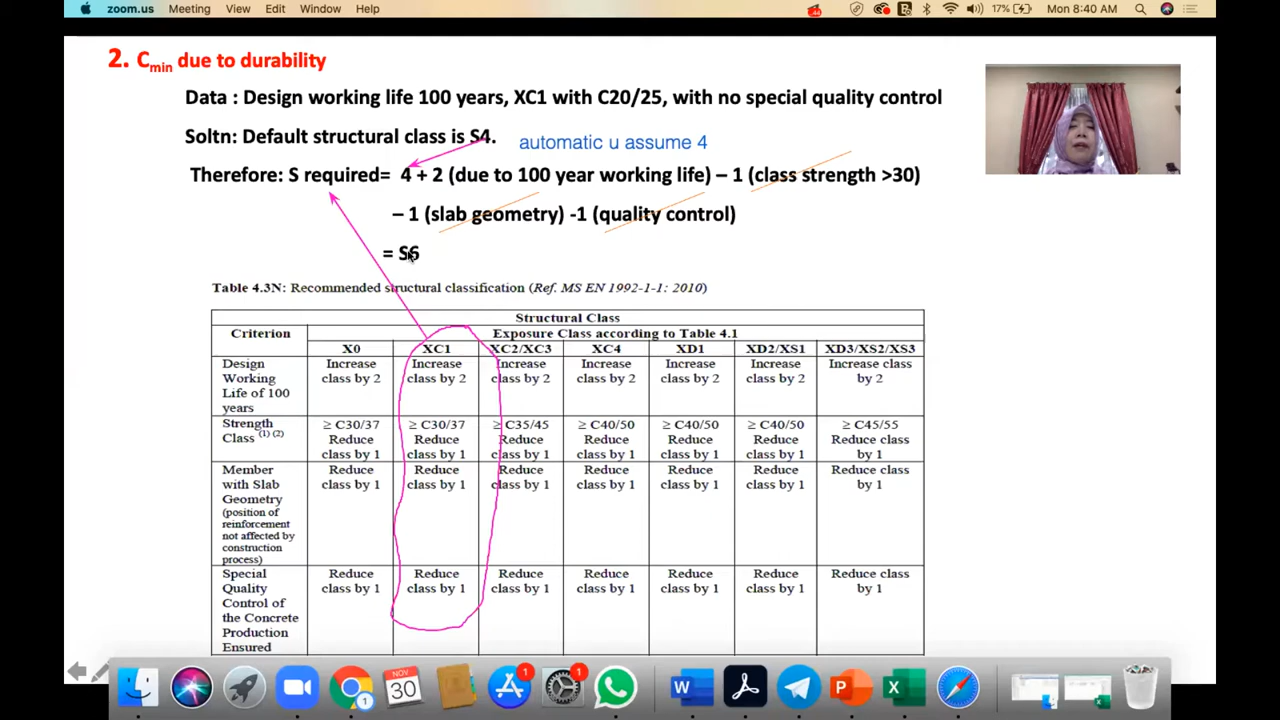 zoom.us Meeting View Edit Window Help 17% Mon 8:40 AM
2. Cmin due to durability
Data : Design working life 100 years, XC1 with C20/25, with no special quality control
Soltn: Default structural class is S4. automatic u assume 4
Therefore: S required= 4 + 2 (due to 100 year working life) – 1 (class strength >30)
– 1 (slab geometry) -1 (quality control)
= S6
Table 4.3N: Recommended structural classification (Ref. MS EN 1992-1-1: 2010)
Structural Class
Criterion Exposure Class according to Table 4.1
X0 XC1 XC2/XC3 XC4 XD1 XD2/XS1 XD3/XS2/XS3
Design Increase Increase Increase Increase Increase Increase Increase class
Working class by 2 class by 2 class by 2 class by 2 class by 2 class by 2 by 2
Life of 100
years
Strength ≥ C30/37 ≥ C30/37 ≥ C35/45 ≥ C40/50 ≥ C40/50 ≥ C40/50 ≥ C45/55
Class (1) (2) Reduce Reduce Reduce Reduce Reduce Reduce Reduce class
class by 1 class by 1 class by 1 class by 1 class by 1 class by 1 by 1
Member Reduce Reduce Reduce Reduce Reduce Reduce Reduce class
with Slab class by 1 class by 1 class by 1 class by 1 class by 1 class by 1 by 1
Geometry
(position of
reinforcement
not affected by
construction
process)
Special Reduce Reduce Reduce Reduce Reduce Reduce Reduce class
Quality class by 1 class by 1 class by 1 class by 1 class by 1 class by 1 by 1
Control of
the Concrete
Production
Ensured
NOV
30
1
1
W
P
X